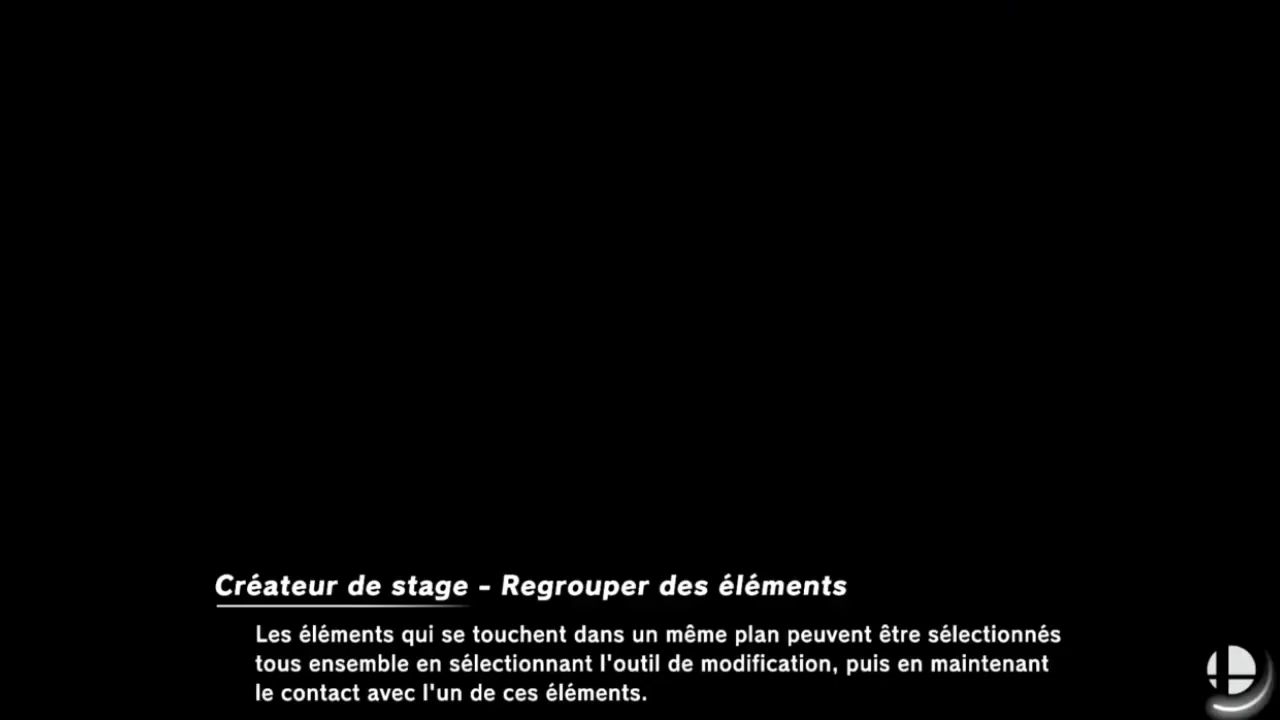 Créateur de stage - Regrouper des éléments
Les éléments qui se touchent dans un même plan peuvent être sélectionnés
tous ensemble en sélectionnant l'outil de modification, puis en maintenant
le contact avec l'un de ces éléments.